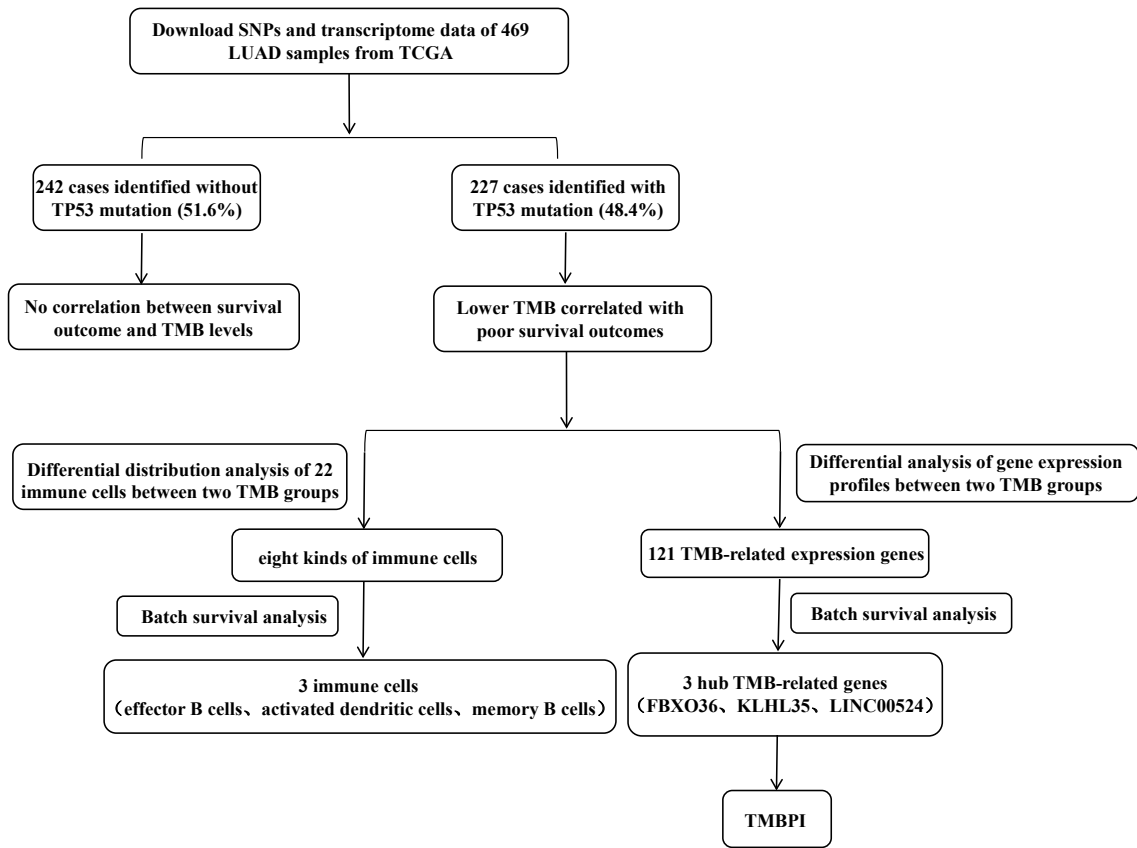 Download SNPs and transcriptome data of 469
LUAD samples from TCGA
242 cases identified without
TP53 mutation (51.6%)
227 cases identified with
TP53 mutation (48.4%)
No correlation between survival
outcome and TMB levels
Lower TMB correlated with
poor survival outcomes
Differential distribution analysis of 22
immune cells between two TMB groups
Differential analysis of gene expression
profiles between two TMB groups
eight kinds of immune cells
121 TMB-related expression genes
Batch survival analysis
Batch survival analysis
3 immune cells
（effector B cells、activated dendritic cells、memory B cells）
3 hub TMB-related genes
（FBXO36、KLHL35、LINC00524）
TMBPI